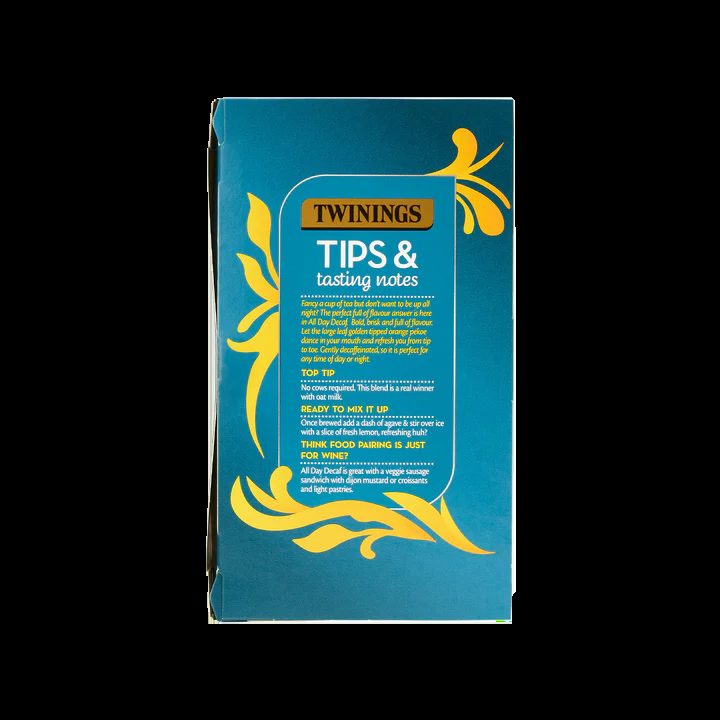 TWININGS
TIPS &
tasting notes
Fancy a cup of tea but don't want to be up all
night? The perfect full of flavour answer is here
in All Day Decaf. Bold, brisk and full of flavour.
Let the large leaf golden tipped orange pekoe
dance in your mouth and refresh you from tip
to toe. Gently decaffeinated, so it is perfect for
any time of day or night.
TOP TIP
No cows required. This blend is a real winner
with oat milk.
READY TO MIX IT UP
Once brewed add a dash of agave & stir over ice
with a slice of fresh lemon, refreshing huh?
THINK FOOD PAIRING IS JUST
FOR WINE?
All Day Decaf is great with a veggie sausage
sandwich with dijon mustard or croissants
and light pastries.